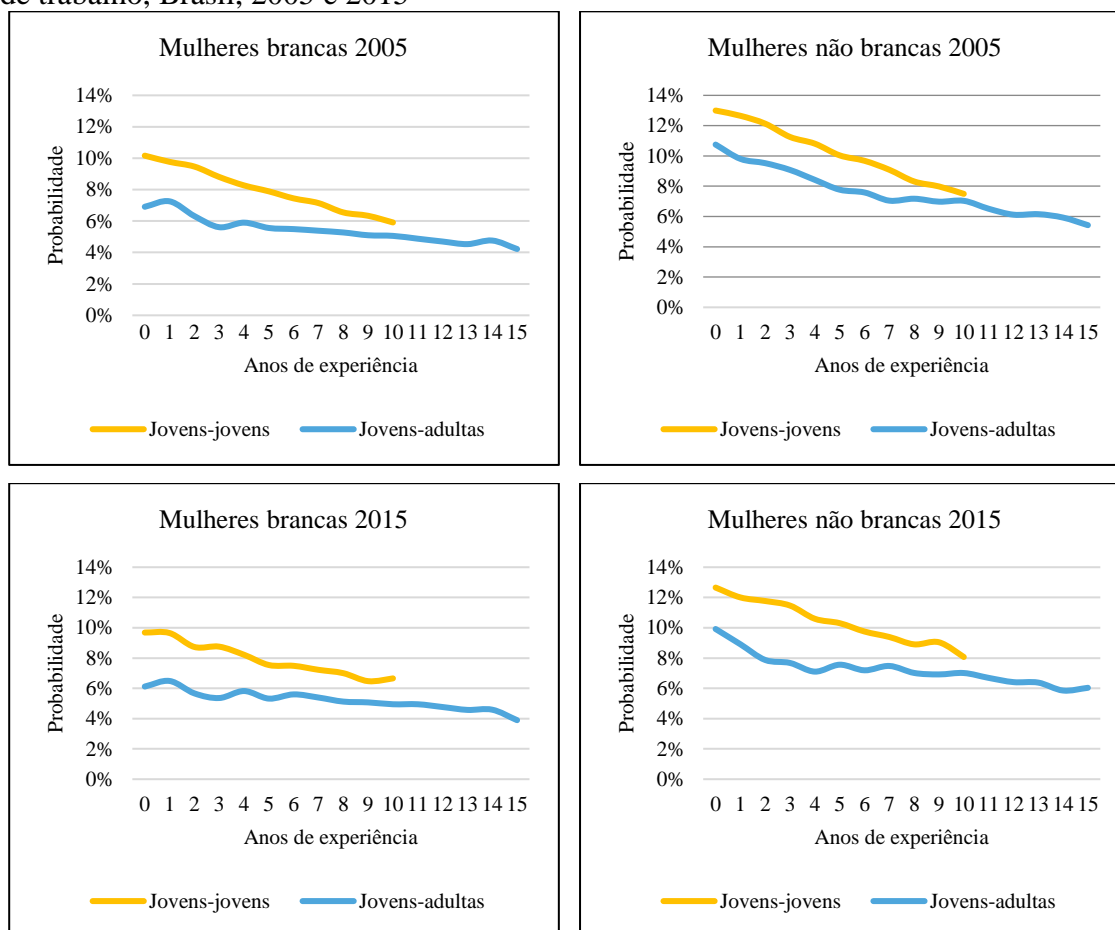 de trabalho, Brasil, 2005 e 2015
Mulheres brancas 2005
14%
12%
10%
8%
6%
4%
2%
0%
Probabilidade
0 1 2 3 4 5 6 7 8 9 10 11 12 13 14 15
Anos de experiência
Jovens-jovens Jovens-adultas
Mulheres não brancas 2005
14%
12%
10%
8%
6%
4%
2%
0%
Probabilidade
0 1 2 3 4 5 6 7 8 9 10 11 12 13 14 15
Anos de experiência
Jovens-jovens Jovens-adultas
Mulheres brancas 2015
14%
12%
10%
8%
6%
4%
2%
0%
Probabilidade
0 1 2 3 4 5 6 7 8 9 10 11 12 13 14 15
Anos de experiência
Jovens-jovens Jovens-adultas
Mulheres não brancas 2015
14%
12%
10%
8%
6%
4%
2%
0%
Probabilidade
0 1 2 3 4 5 6 7 8 9 10 11 12 13 14 15
Anos de experiência
Jovens-jovens Jovens-adultas